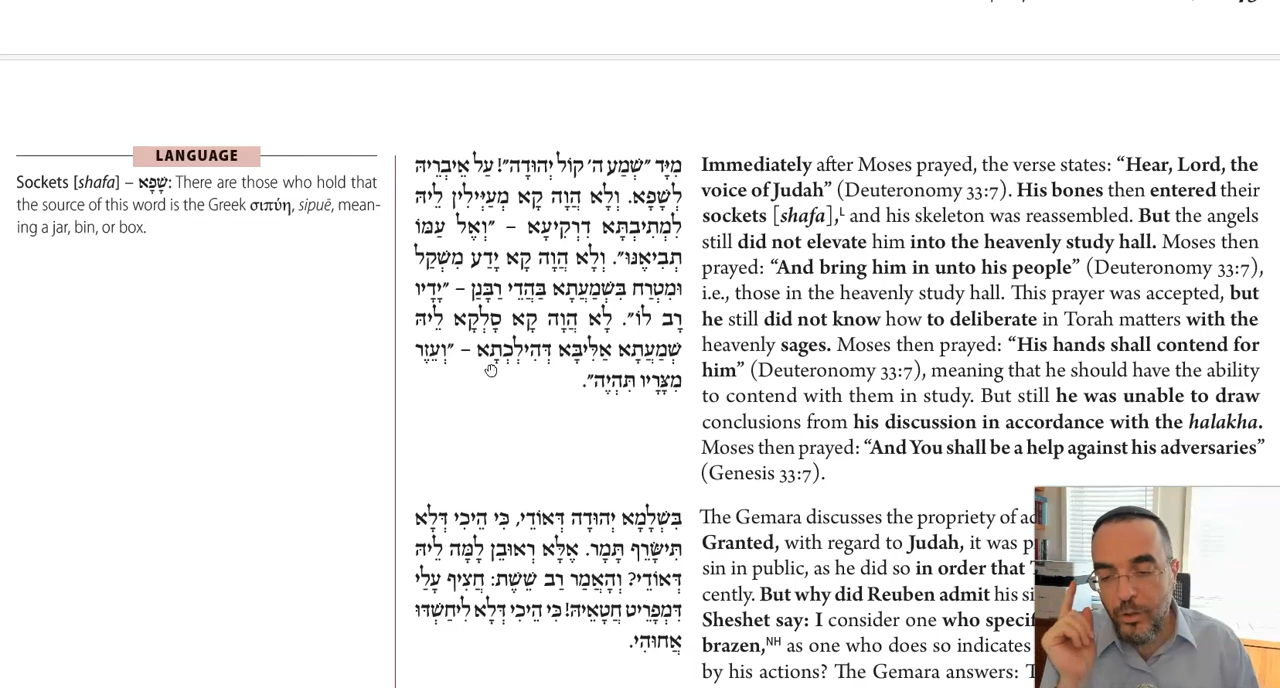 LANGUAGE
Sockets [shafa] – שָׁפָא: There are those who hold that
the source of this word is the Greek σιπύη, sipuē, mean-
ing a jar, bin, or box.
מִיָּד ״שְׁמַע ה׳ קוֹל יְהוּדָה״! עַל אֵיבְרֵיהּ
לְשָׁפָא. וְלָא הֲוָה קָא מְעַיְּילִין לֵיהּ
לִמְתִיבְתָּא דִרְקִיעָא – ״וְאֶל עַמּוֹ
תְּבִיאֶנּוּ״. וְלָא הֲוָה קָא יָדַע מִשְׁקַל
וּמִטְרַח בִּשְׁמַעְתָּא בַּהֲדֵי רַבָּנַן – ״יָדָיו
רָב לוֹ״. לָא הֲוָה קָא סָלְקָא לֵיהּ
שְׁמַעְתָּא אַלִּיבָּא דְּהִילְכְתָא – ״וְעֵזֶר
מִצָּרָיו תִּהְיֶה״.
Immediately after Moses prayed, the verse states: “Hear, Lord, the
voice of Judah” (Deuteronomy 33:7). His bones then entered their
sockets [shafa],ᴸ and his skeleton was reassembled. But the angels
still did not elevate him into the heavenly study hall. Moses then
prayed: “And bring him in unto his people” (Deuteronomy 33:7),
i.e., those in the heavenly study hall. This prayer was accepted, but
he still did not know how to deliberate in Torah matters with the
heavenly sages. Moses then prayed: “His hands shall contend for
him” (Deuteronomy 33:7), meaning that he should have the ability
to contend with them in study. But still he was unable to draw
conclusions from his discussion in accordance with the halakha.
Moses then prayed: “And You shall be a help against his adversaries”
(Genesis 33:7).
בִּשְׁלָמָא יְהוּדָה דְּאוֹדֵי, כִּי הֵיכִי דְּלָא
תִּישָּׂרֵף תָּמָר. אֶלָּא רְאוּבֵן לָמָּה לֵיהּ
דְּאוֹדֵי? וְהָאֲמַר רַב שֵׁשֶׁת: חֲצִיף עֲלַי
דִּמְפָרֵיט חֶטְאֵיהּ! כִּי הֵיכִי דְּלָא לֵיחַשְׁדוּ
אֲחוּהִי.
The Gemara discusses the propriety of
Granted, with regard to Judah, it was
sin in public, as he did so in order that
cently. But why did Reuben admit his
Sheshet say: I consider one who
brazen,ᴺᴴ as one who does so indicates
by his actions? The Gemara answers: